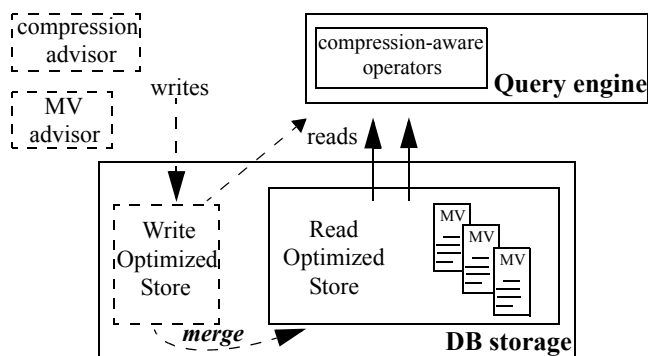 compression
advisor
MV
advisor
writes
compression-aware
operators
Query engine
reads
Write
Optimized
Store
Read
Optimized
Store
MV
MV
MV
merge
DB storage